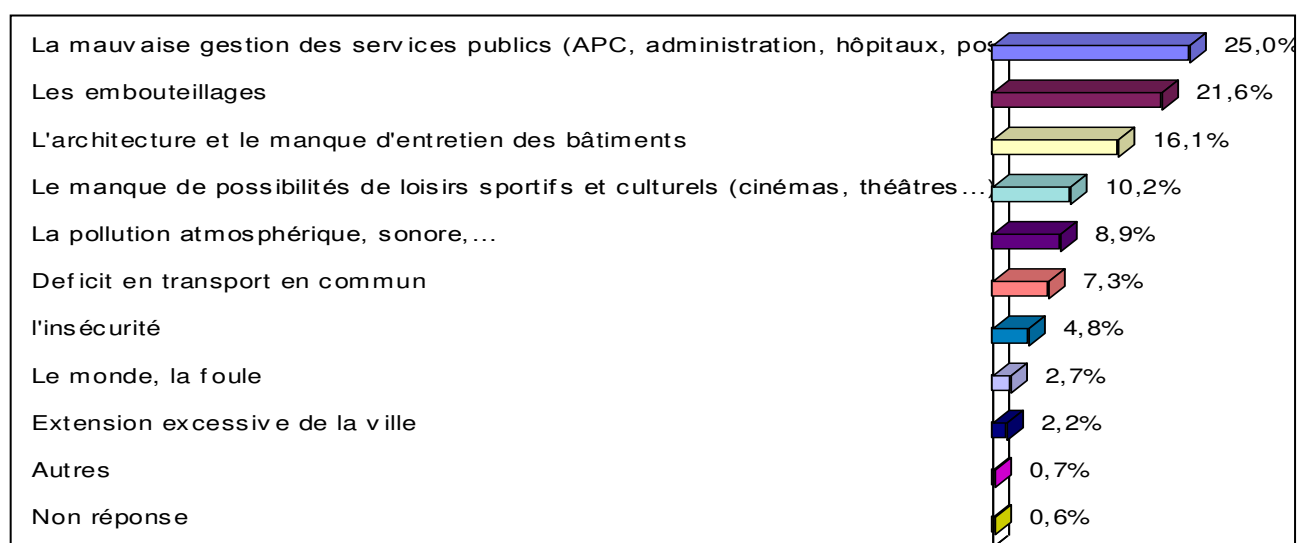 La mauvaise gestion des services publics (APC, administration, hôpitaux, pos 25,0%
Les embouteillages 21,6%
L'architecture et le manque d'entretien des bâtiments 16,1%
Le manque de possibilités de loisirs sportifs et culturels (cinémas, théâtres…) 10,2%
La pollution atmosphérique, sonore,… 8,9%
Deficit en transport en commun 7,3%
l'insécurité 4,8%
Le monde, la foule 2,7%
Extension excessive de la ville 2,2%
Autres 0,7%
Non réponse 0,6%